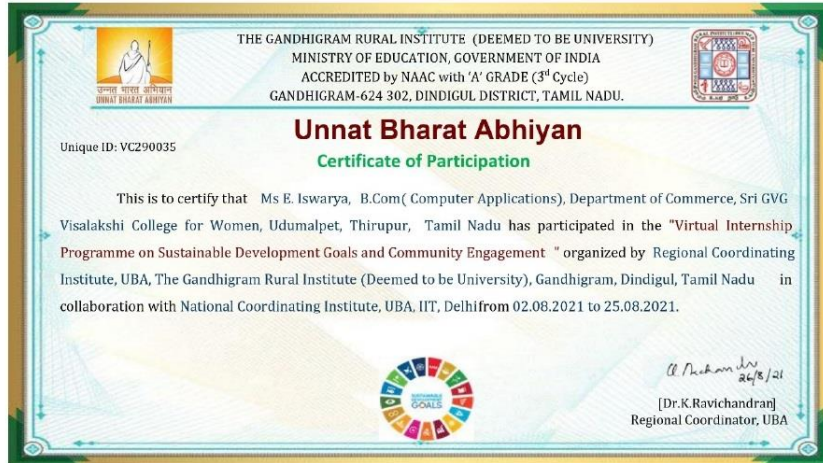 THE GANDHIGRAM RURAL INSTITUTE (DEEMED TO BE UNIVERSITY)
MINISTRY OF EDUCATION, GOVERNMENT OF INDIA
ACCREDITED by NAAC with 'A' GRADE (3rd Cycle)
GANDHIGRAM-624 302, DINDIGUL DISTRICT, TAMIL NADU.
उन्नत भारत अभियान
UNNAT BHARAT ABHIYAN
Unnat Bharat Abhiyan
Unique ID: VC290035
Certificate of Participation
This is to certify that Ms E. Iswarya, B.Com( Computer Applications), Department of Commerce, Sri GVG
Visalakshi College for Women, Udumalpet, Thirupur, Tamil Nadu has participated in the "Virtual Internship
Programme on Sustainable Development Goals and Community Engagement " organized by Regional Coordinating
Institute, UBA, The Gandhigram Rural Institute (Deemed to be University), Gandhigram, Dindigul, Tamil Nadu in
collaboration with National Coordinating Institute, UBA, IIT, Delhifrom 02.08.2021 to 25.08.2021.
SUSTAINABLE
DEVELOPMENT
GOALS
26/8/21
[Dr.K.Ravichandran]
Regional Coordinator, UBA